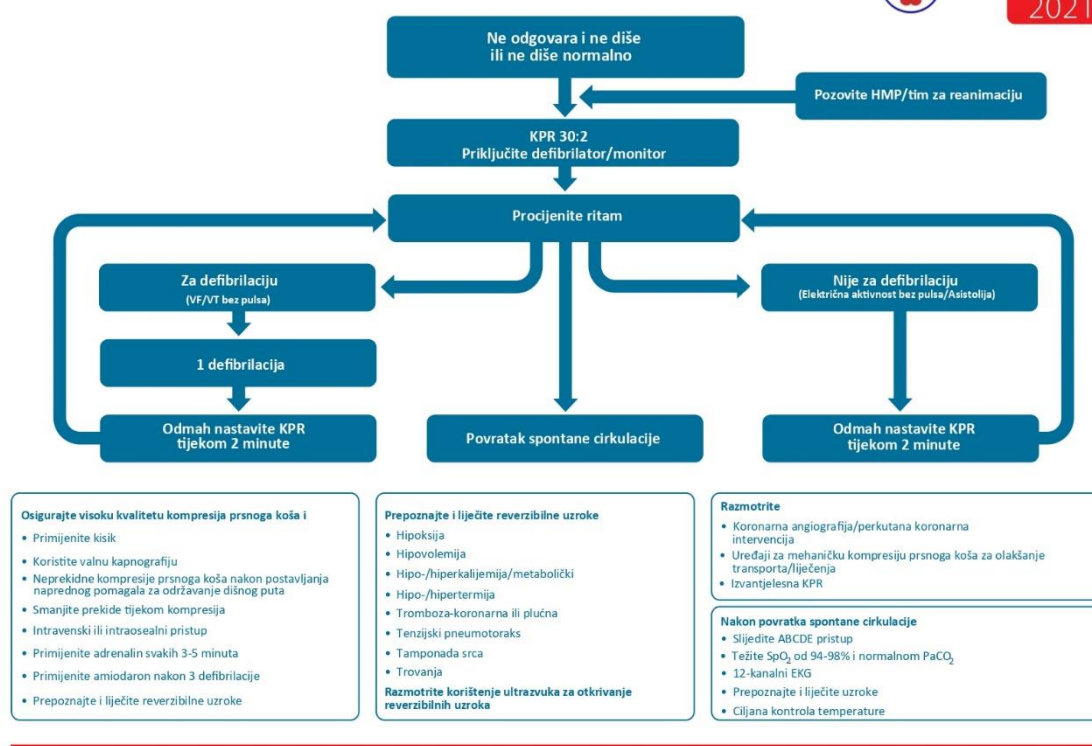 2021
Ne odgovara i ne diše
ili ne diše normalno
Pozovite HMP/tim za reanimaciju
KPR 30:2
Priključite defibrilator/monitor
Procijenite ritam
Za defibrilaciju
(VF/VT bez pulsa)
Nije za defibrilaciju
(Električna aktivnost bez pulsa/Asistolija)
1 defibrilacija
Odmah nastavite KPR
tijekom 2 minute
Povratak spontane cirkulacije
Odmah nastavite KPR
tijekom 2 minute
Osigurajte visoku kvalitetu kompresija prsnoga koša i
• Primijenite kisik
• Koristite valnu kapnografiju
• Neprekidne kompresije prsnoga koša nakon postavljanja
naprednog pomagala za održavanje dišnog puta
• Smanjite prekide tijekom kompresija
• Intravenski ili intraosealni pristup
• Primijenite adrenalin svakih 3-5 minuta
• Primijenite amiodaron nakon 3 defibrilacije
• Prepoznajte i liječite reverzibilne uzroke
Prepoznajte i liječite reverzibilne uzroke
• Hipoksija
• Hipovolemija
• Hipo-/hiperkalijemija/metabolički
• Hipo-/hipertermija
• Tromboza-koronarna ili plućna
• Tenzijski pneumotoraks
• Tamponada srca
• Trovanja
Razmotrite korištenje ultrazvuka za otkrivanje
reverzibilnih uzroka
Razmotrite
• Koronarna angiografija/perkutana koronarna
intervencija
• Uređaji za mehaničku kompresiju prsnoga koša za olakšanje
transporta/liječenja
• Izvantjelesna KPR
Nakon povratka spontane cirkulacije
• Slijedite ABCDE pristup
• Težite SpO₂ od 94-98% i normalnom PaCO₂
• 12-kanalni EKG
• Prepoznajte i liječite uzroke
• Ciljana kontrola temperature